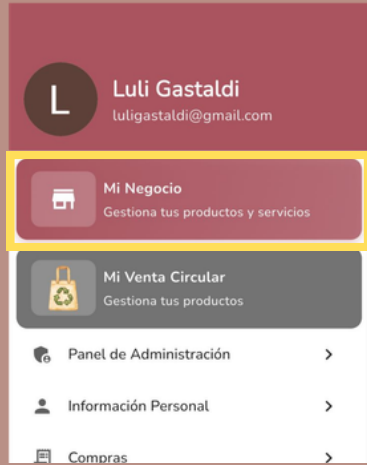 L
Luli Gastaldi
luligastaldi@gmail.com
Mi Negocio
Gestiona tus productos y servicios
Mi Venta Circular
Gestiona tus productos
Panel de Administración
Información Personal
Compras